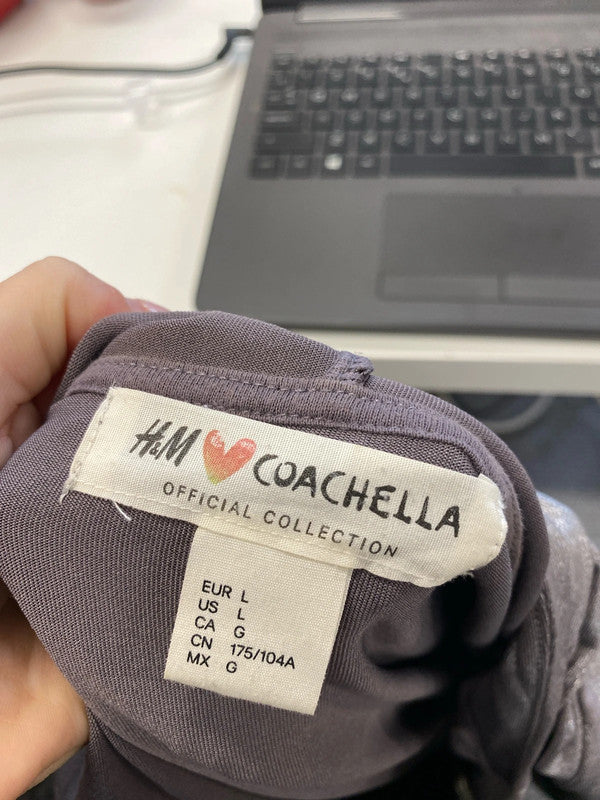 H&M COACHELLA
OFFICIAL COLLECTION
EUR L
US L
CA G
CN 175/104A
MX G